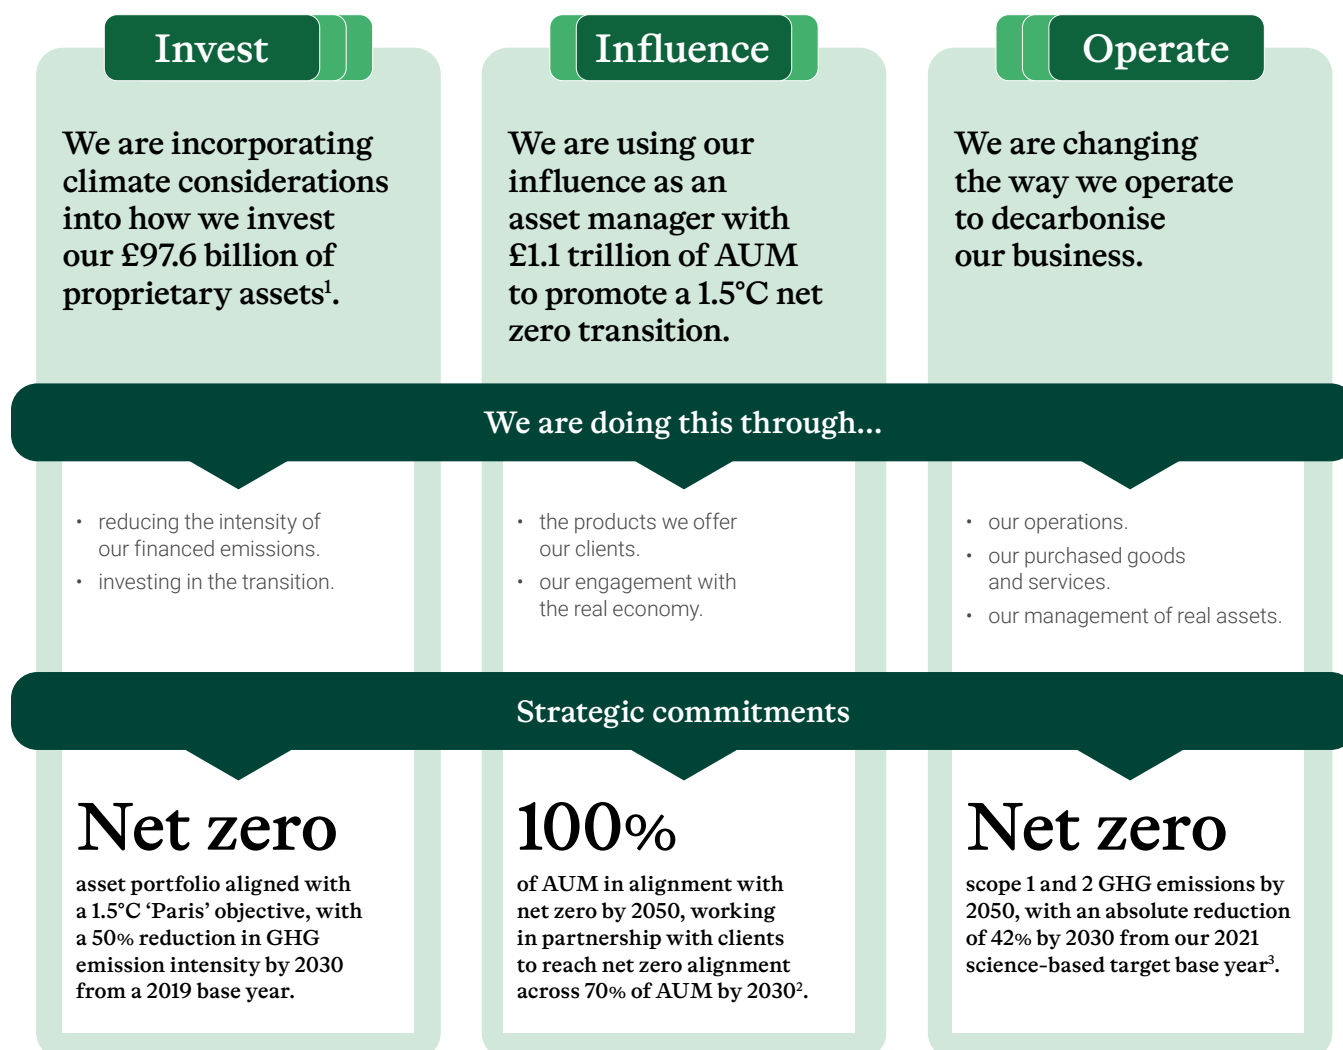 Invest
We are incorporating
climate considerations
into how we invest
our £97.6 billion of
proprietary assets¹.
Influence
We are using our
influence as an
asset manager with
£1.1 trillion of AUM
to promote a 1.5°C net
zero transition.
Operate
We are changing
the way we operate
to decarbonise
our business.
We are doing this through...
• reducing the intensity of
our financed emissions.
• investing in the transition.
• the products we offer
our clients.
• our engagement with
the real economy.
• our operations.
• our purchased goods
and services.
• our management of real assets.
Strategic commitments
Net zero
asset portfolio aligned with
a 1.5°C ‘Paris’ objective, with
a 50% reduction in GHG
emission intensity by 2030
from a 2019 base year.
100%
of AUM in alignment with
net zero by 2050, working
in partnership with clients
to reach net zero alignment
across 70% of AUM by 2030².
Net zero
scope 1 and 2 GHG emissions by
2050, with an absolute reduction
of 42% by 2030 from our 2021
science-based target base year³.